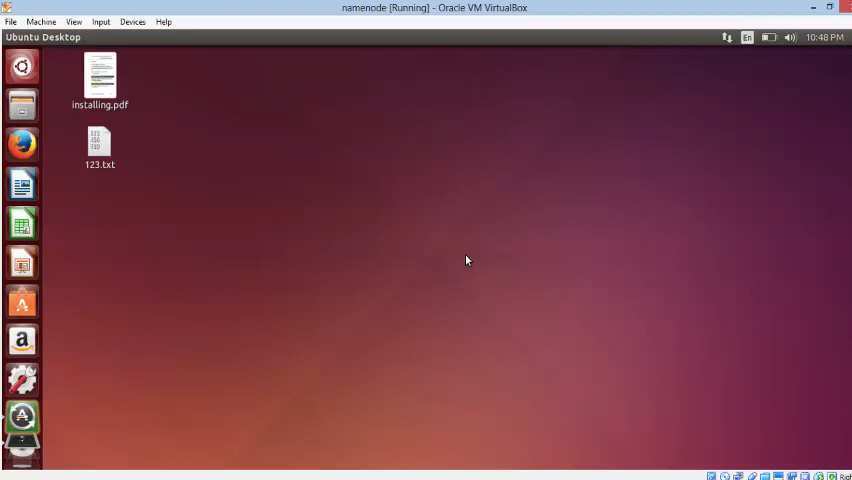 namenode [Running] - Oracle VM VirtualBox
File Machine View Input Devices Help
Ubuntu Desktop
En
10:48 PM
installing.pdf
123.txt
Right